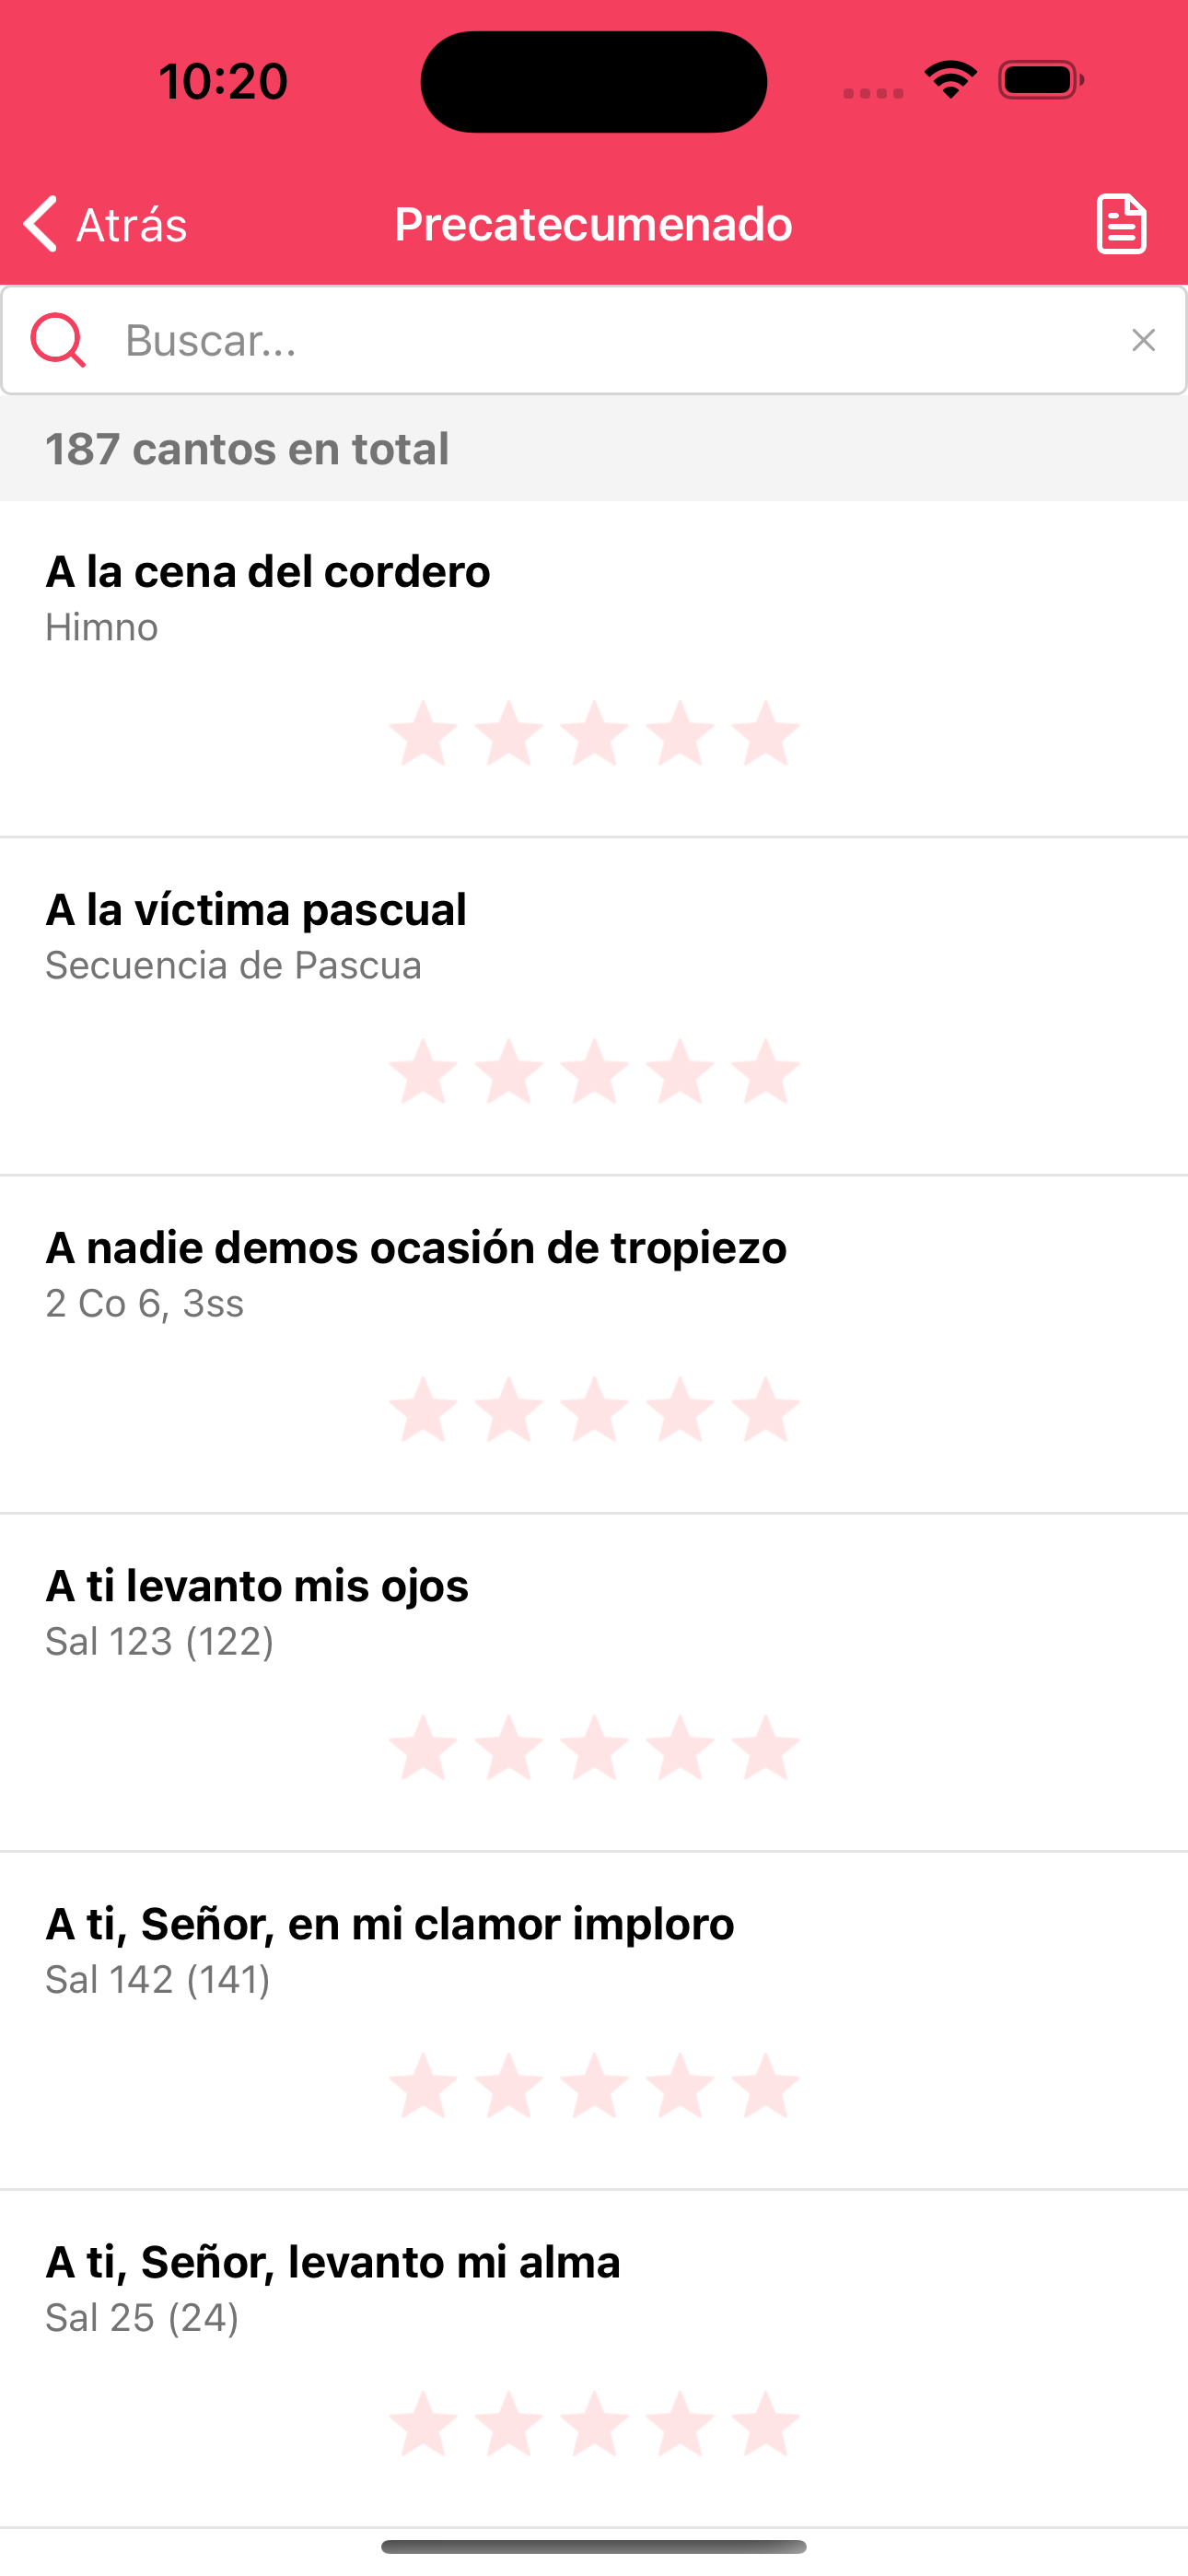 10:20
Atrás
Precatecumenado
Buscar...
187 cantos en total
A la cena del cordero
Himno
A la víctima pascual
Secuencia de Pascua
A nadie demos ocasión de tropiezo
2 Co 6, 3ss
A ti levanto mis ojos
Sal 123 (122)
A ti, Señor, en mi clamor imploro
Sal 142 (141)
A ti, Señor, levanto mi alma
Sal 25 (24)